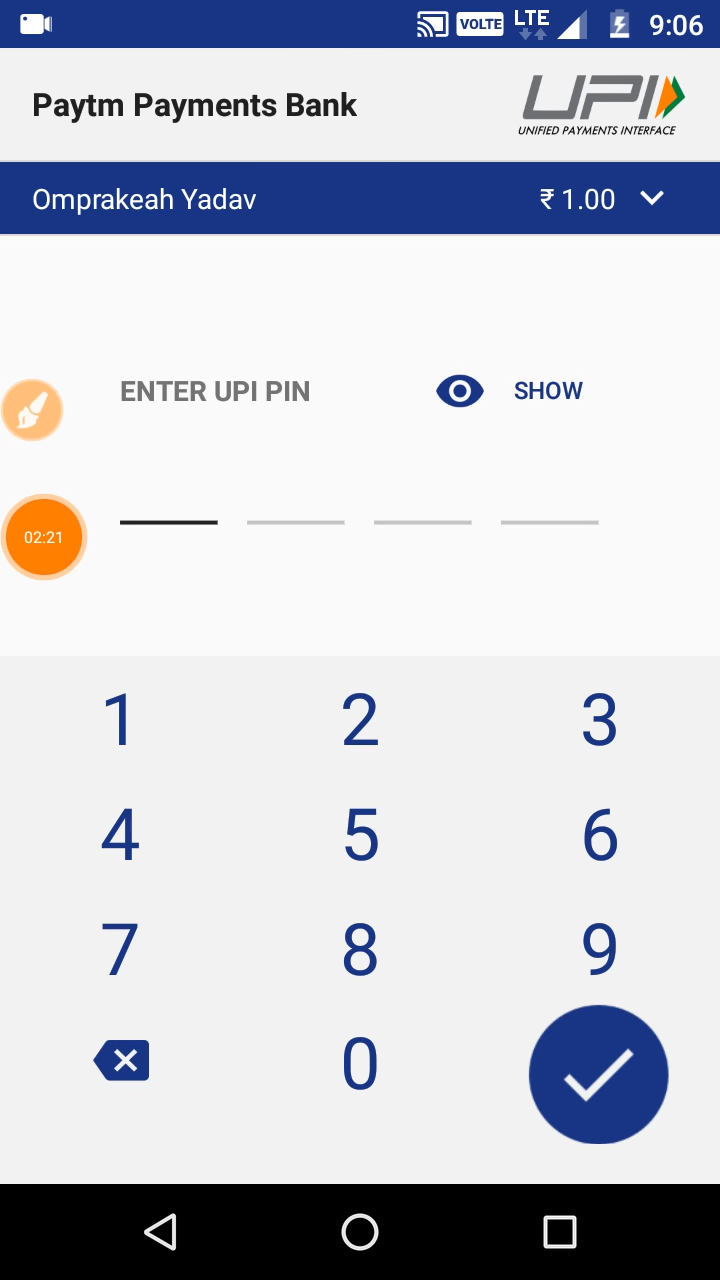 VOLTE LTE 9:06
Paytm Payments Bank
UPI
UNIFIED PAYMENTS INTERFACE
Omprakeah Yadav ₹ 1.00
ENTER UPI PIN SHOW
02:21
1 2 3
4 5 6
7 8 9
0